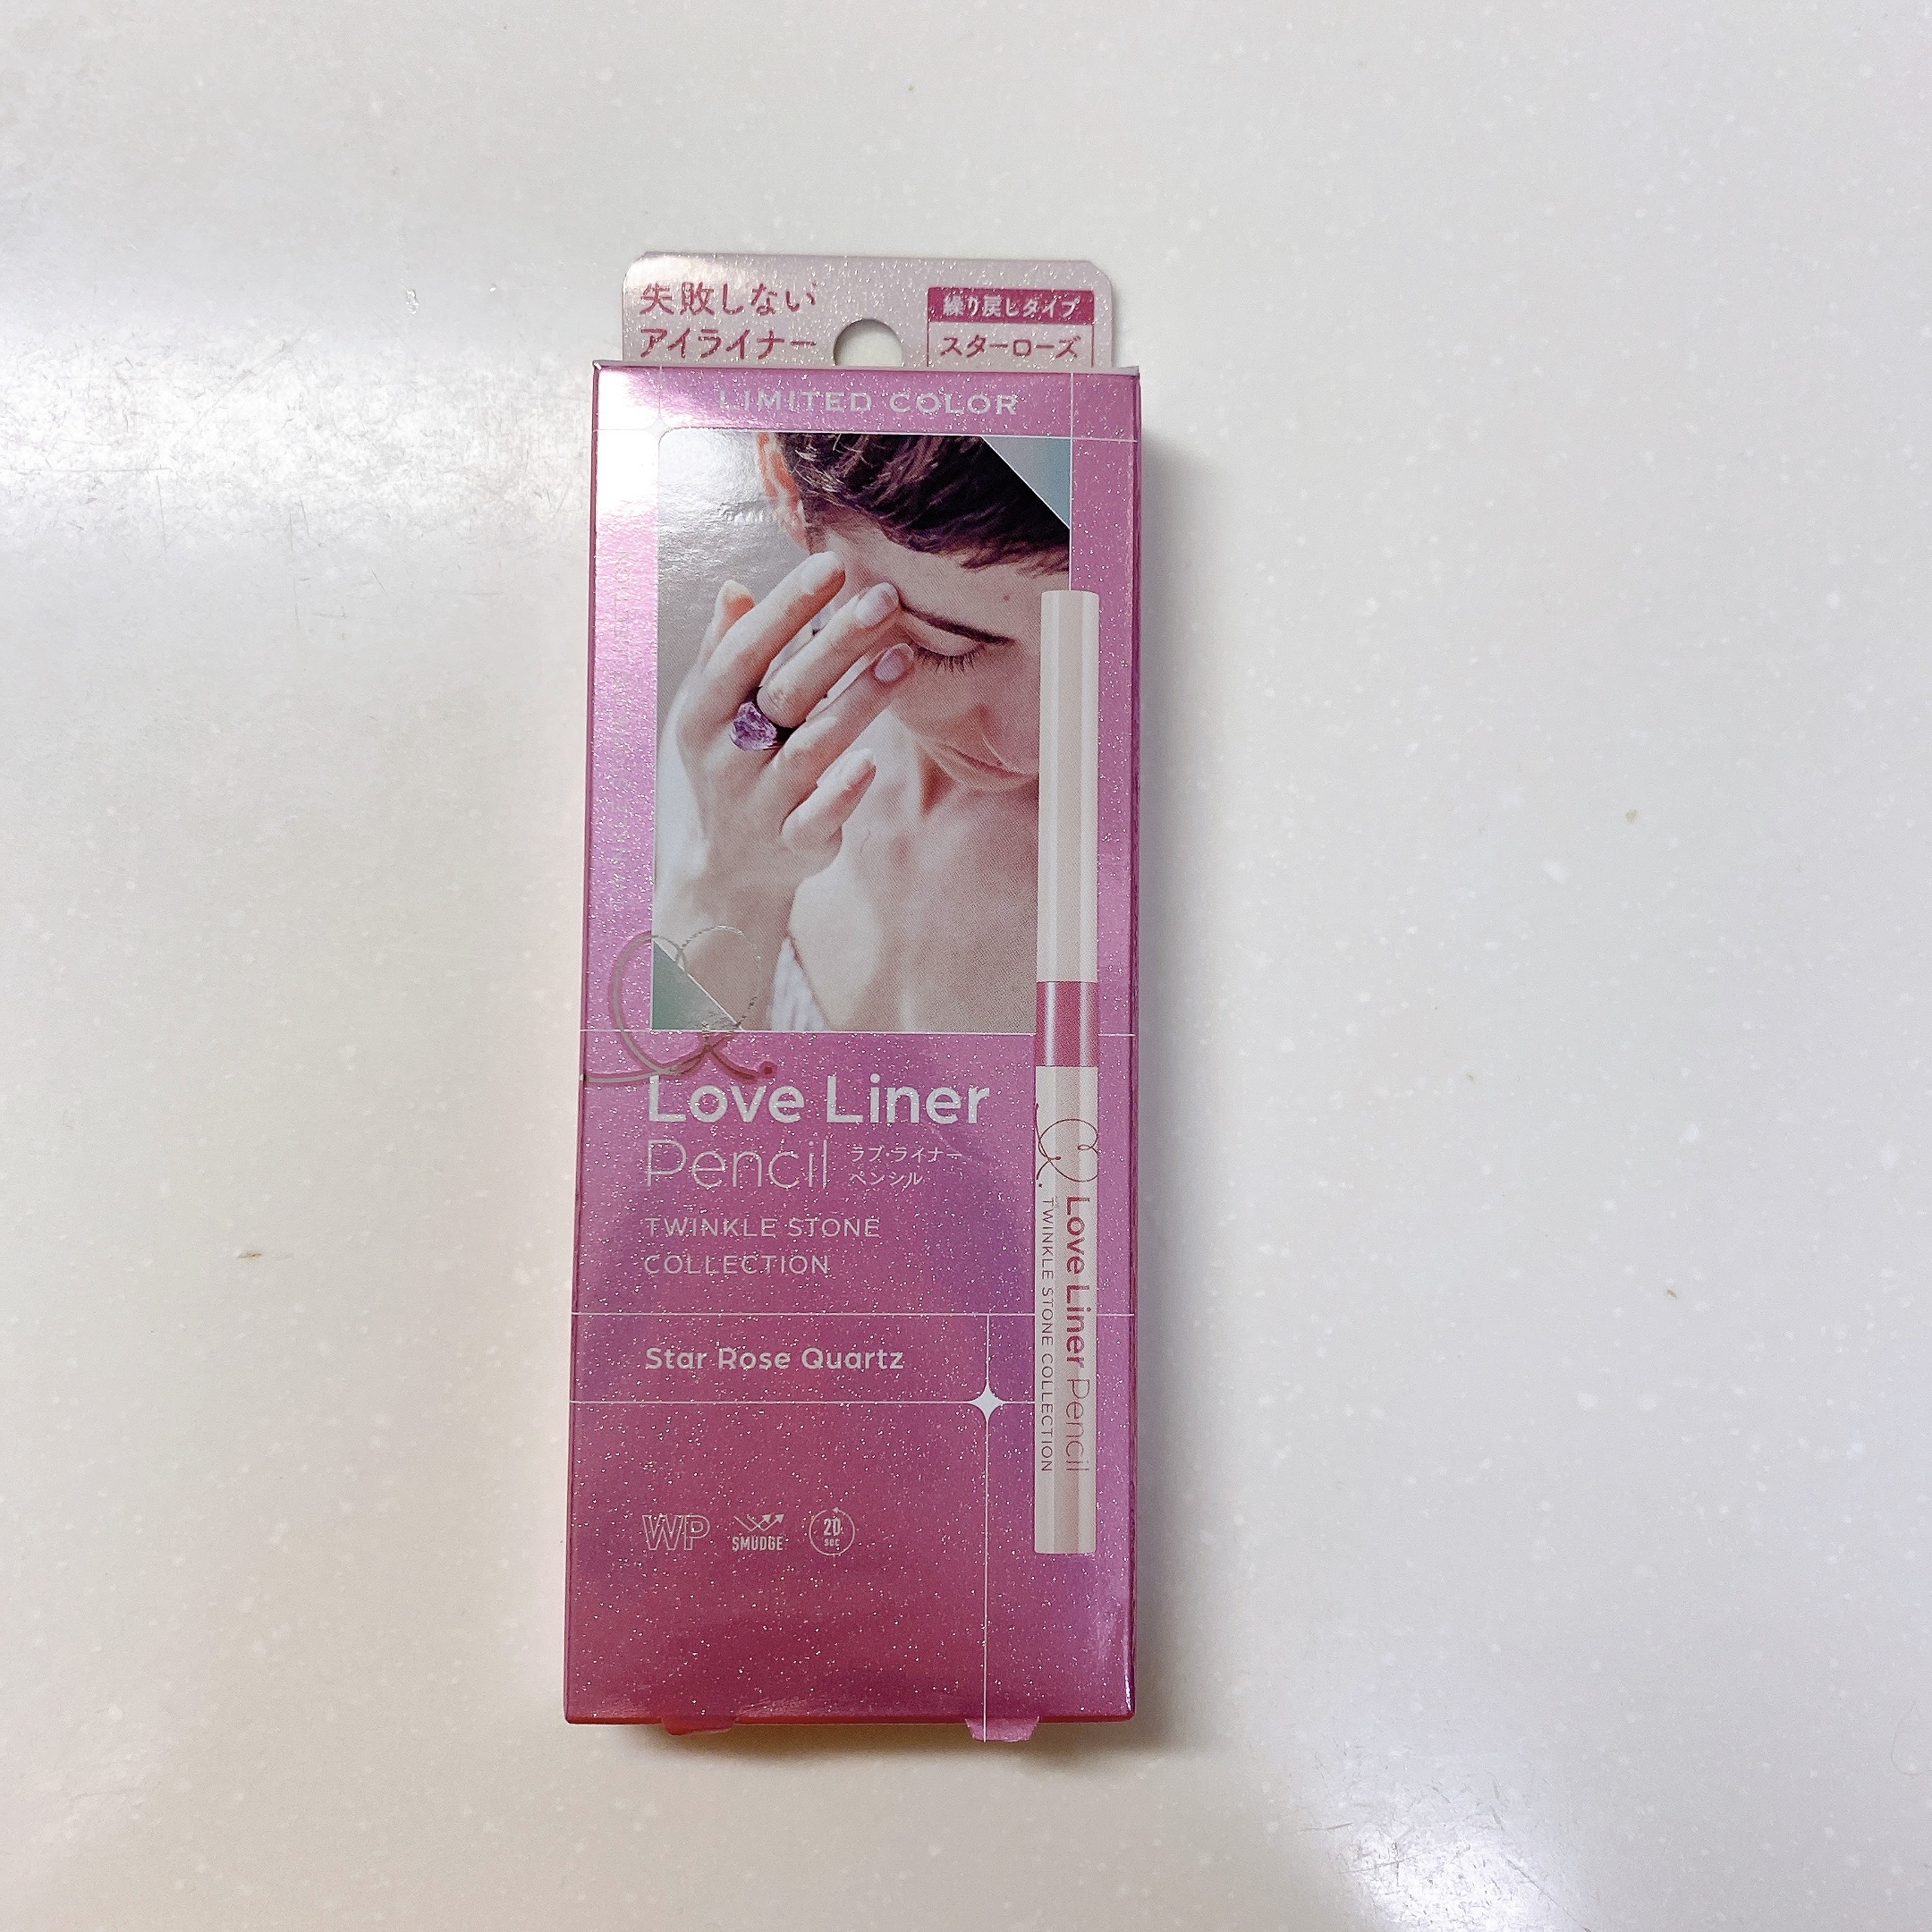 失敗しない
アイライナー
繰り戻しタイプ
スターローズ
LIMITED COLOR
Love Liner
Pencil
ラブ・ライナー
ペンシル
TWINKLE STONE
COLLECTION
Star Rose Quartz
WP
SMUDGE
20
sec
Love Liner Pencil
TWINKLE STONE COLLECTION